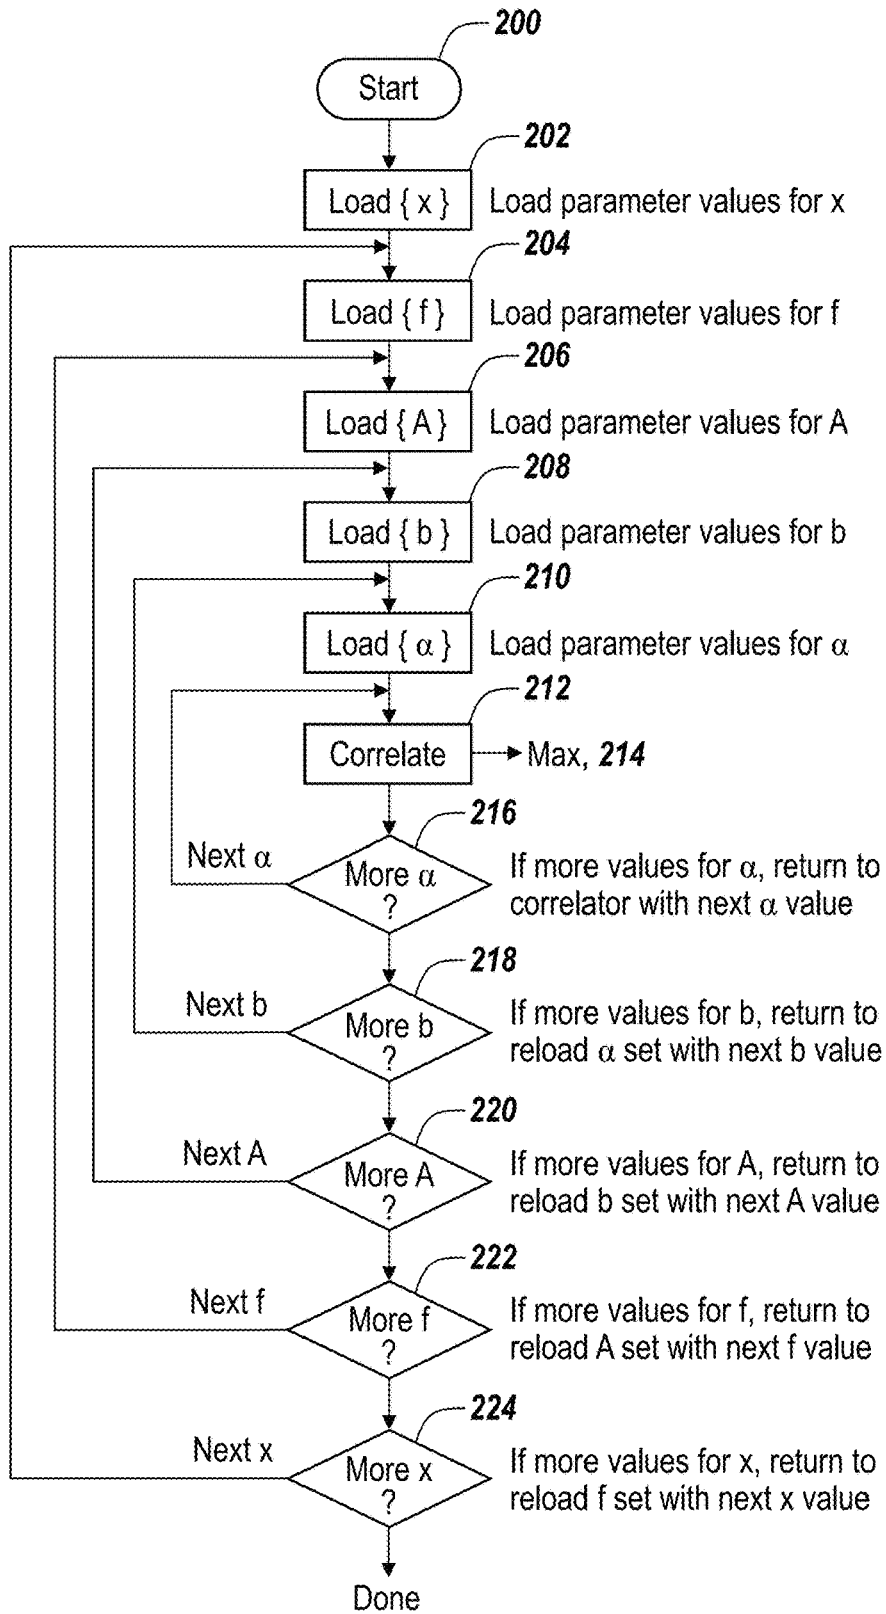 200
Start
202
Load { x }
Load parameter values for x
204
Load { f }
Load parameter values for f
206
Load { A }
Load parameter values for A
208
Load { b }
Load parameter values for b
210
Load { α }
Load parameter values for α
212
Correlate
Max, 214
216
Next α
More α
?
If more values for α, return to
correlator with next α value
218
Next b
More b
?
If more values for b, return to
reload α set with next b value
220
Next A
More A
?
If more values for A, return to
reload b set with next A value
222
Next f
More f
?
If more values for f, return to
reload A set with next f value
224
Next x
More x
?
If more values for x, return to
reload f set with next x value
Done